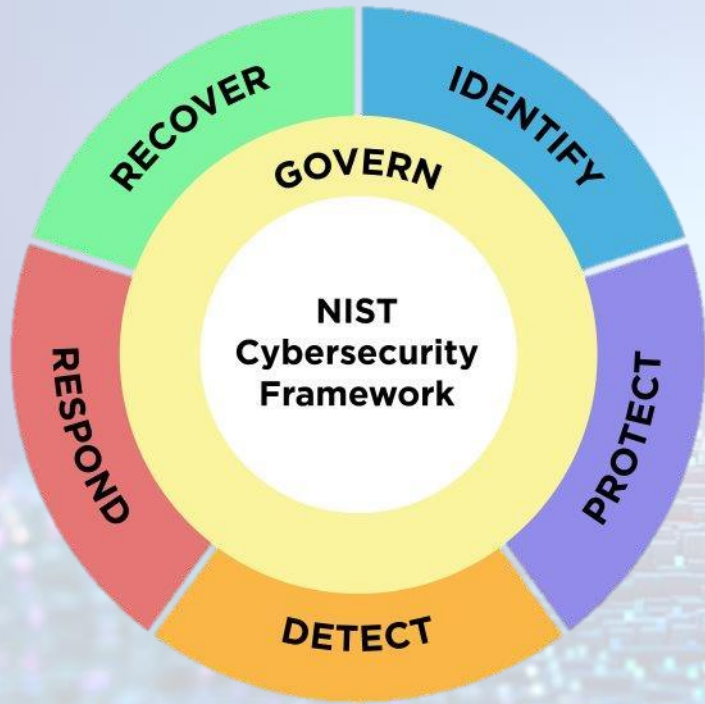 RECOVER
IDENTIFY
GOVERN
NIST
Cybersecurity
Framework
RESPOND
PROTECT
DETECT